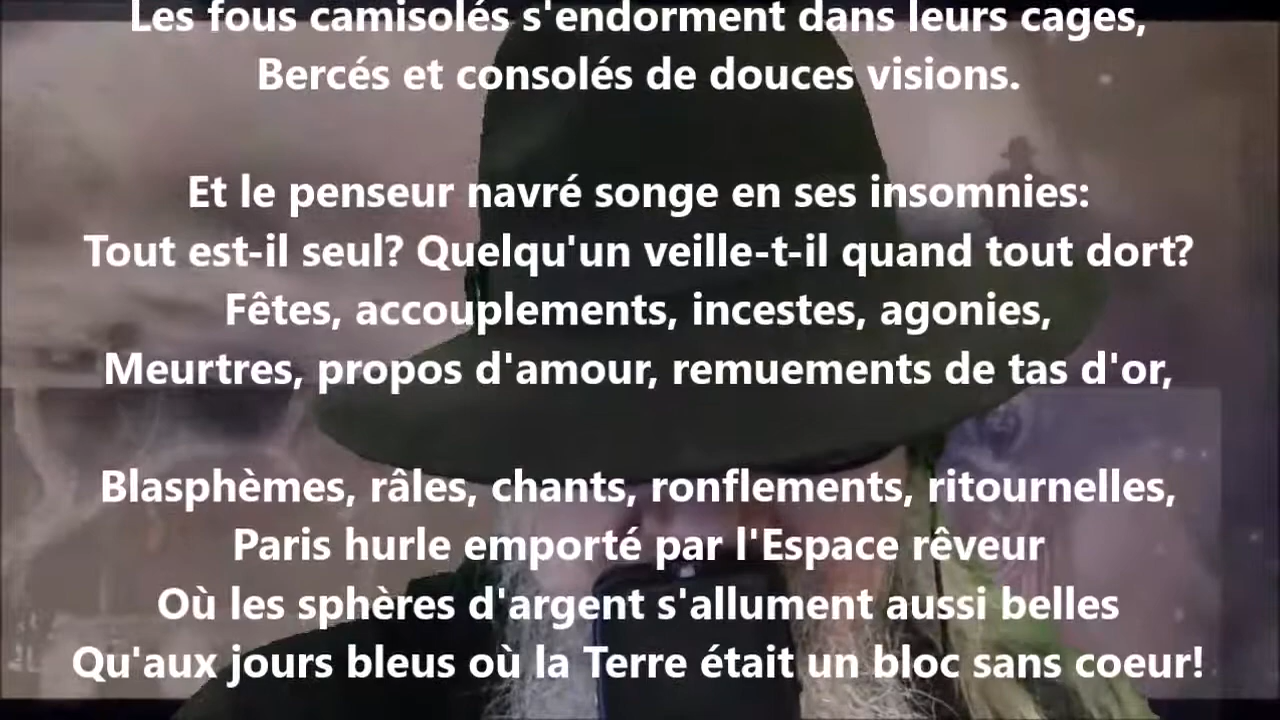 Les fous camisolés s'endorment dans leurs cages,
Bercés et consolés de douces visions.
Et le penseur navré songe en ses insomnies:
Tout est-il seul? Quelqu'un veille-t-il quand tout dort?
Fêtes, accouplements, incestes, agonies,
Meurtres, propos d'amour, remuements de tas d'or,
Blasphèmes, râles, chants, ronflements, ritournelles,
Paris hurle emporté par l'Espace rêveur
Où les sphères d'argent s'allument aussi belles
Qu'aux jours bleus où la Terre était un bloc sans coeur!